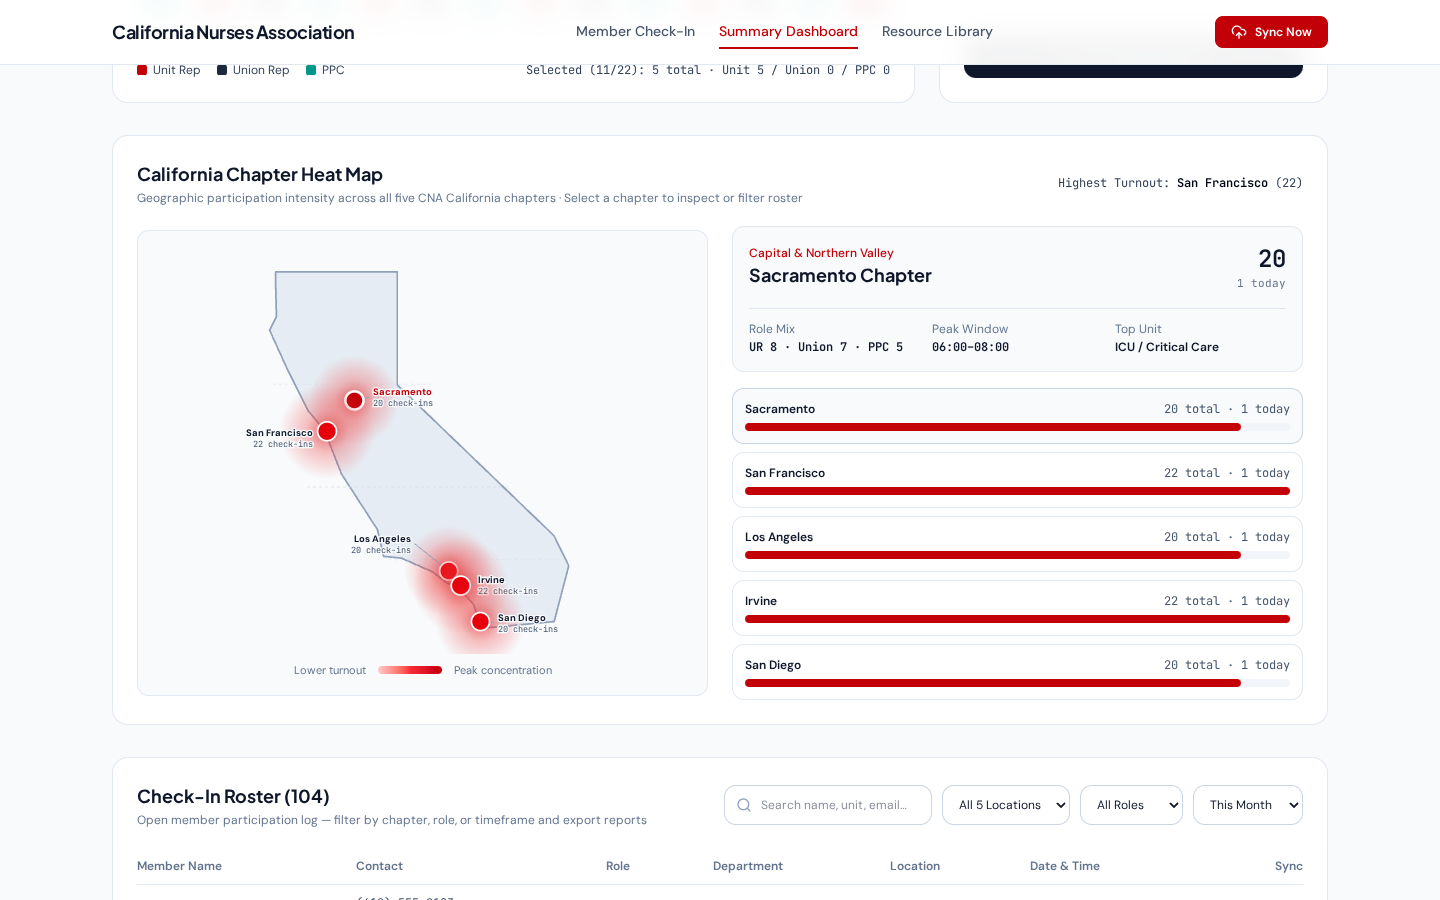 California Nurses Association
Member Check-In
Summary Dashboard
Resource Library
Sync Now
Unit Rep
Union Rep
PPC
Selected (11/22): 5 total · Unit 5 / Union 0 / PPC 0
California Chapter Heat Map
Geographic participation intensity across all five CNA California chapters · Select a chapter to inspect or filter roster
Highest Turnout: San Francisco (22)
Sacramento
20 check-ins
San Francisco
22 check-ins
Los Angeles
20 check-ins
Irvine
22 check-ins
San Diego
20 check-ins
Lower turnout
Peak concentration
Capital & Northern Valley
Sacramento Chapter
20
1 today
Role Mix
UR 8 · Union 7 · PPC 5
Peak Window
06:00–08:00
Top Unit
ICU / Critical Care
Sacramento
20 total · 1 today
San Francisco
22 total · 1 today
Los Angeles
20 total · 1 today
Irvine
22 total · 1 today
San Diego
20 total · 1 today
Check-In Roster (104)
Open member participation log — filter by chapter, role, or timeframe and export reports
Search name, unit, email...
All 5 Locations
All Roles
This Month
Member Name
Contact
Role
Department
Location
Date & Time
Sync